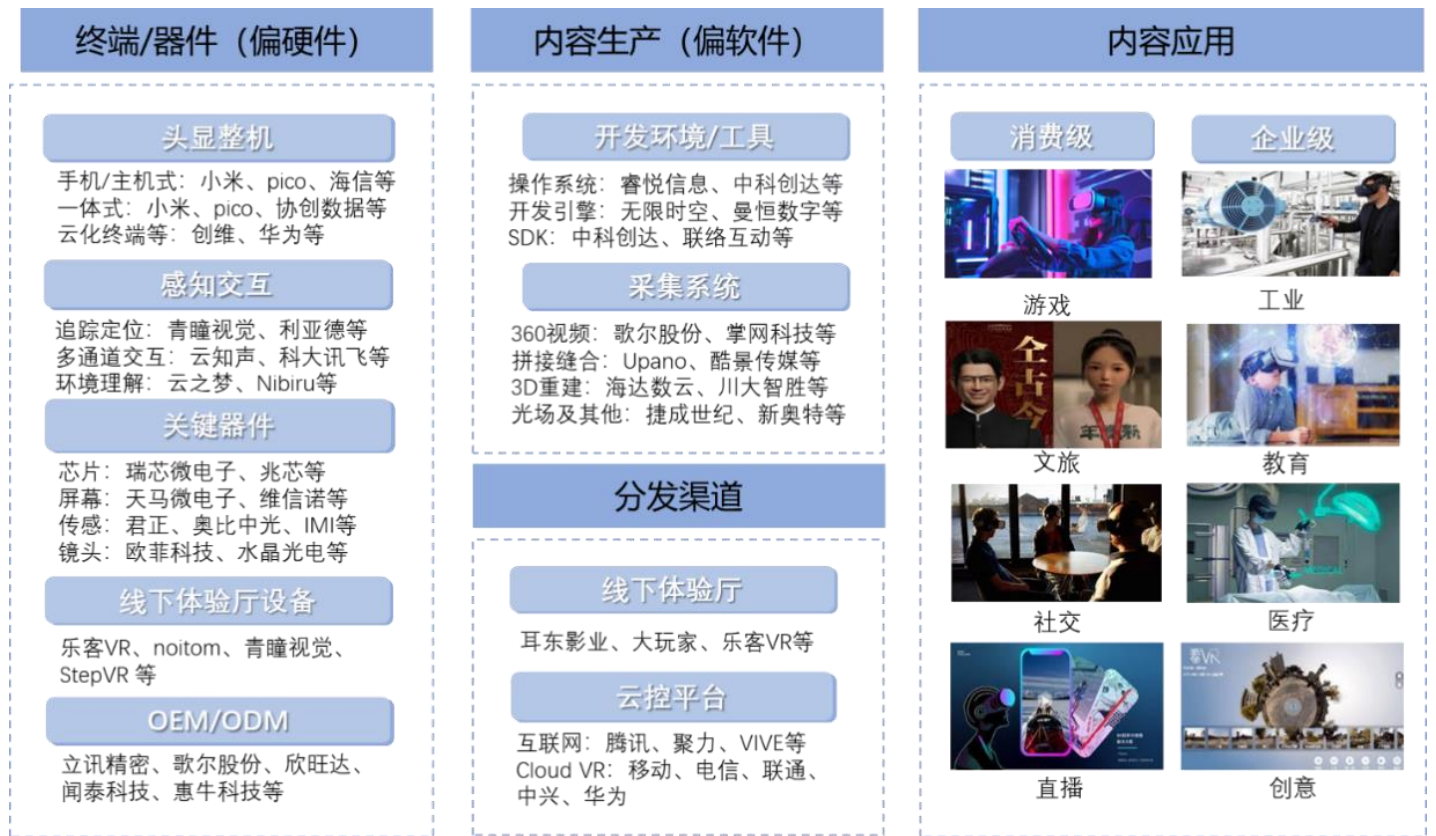 终端/器件（偏硬件）
头显整机
手机/主机式：小米、pico、海信等
一体式：小米、pico、协创数据等
云化终端等：创维、华为等
感知交互
追踪定位：青瞳视觉、利亚德等
多通道交互：云知声、科大讯飞等
环境理解：云之梦、Nibiru等
关键器件
芯片：瑞芯微电子、兆芯等
屏幕：天马微电子、维信诺等
传感：君正、奥比中光、IMI等
镜头：欧菲科技、水晶光电等
线下体验厅设备
乐客VR、noitom、青瞳视觉、
StepVR 等
OEM/ODM
立讯精密、歌尔股份、欣旺达、
闻泰科技、惠牛科技等
内容生产（偏软件）
开发环境/工具
操作系统：睿悦信息、中科创达等
开发引擎：无限时空、曼恒数字等
SDK：中科创达、联络互动等
采集系统
360视频：歌尔股份、掌网科技等
拼接缝合：Upano、酷景传媒等
3D重建：海达数云、川大智胜等
光场及其他：捷成世纪、新奥特等
分发渠道
线下体验厅
耳东影业、大玩家、乐客VR等
云控平台
互联网：腾讯、聚力、VIVE等
Cloud VR：移动、电信、联通、
中兴、华为
内容应用
消费级
企业级
游戏
工业
仝古今
文旅
教育
社交
MEDICAL
医疗
直播
VR
创意